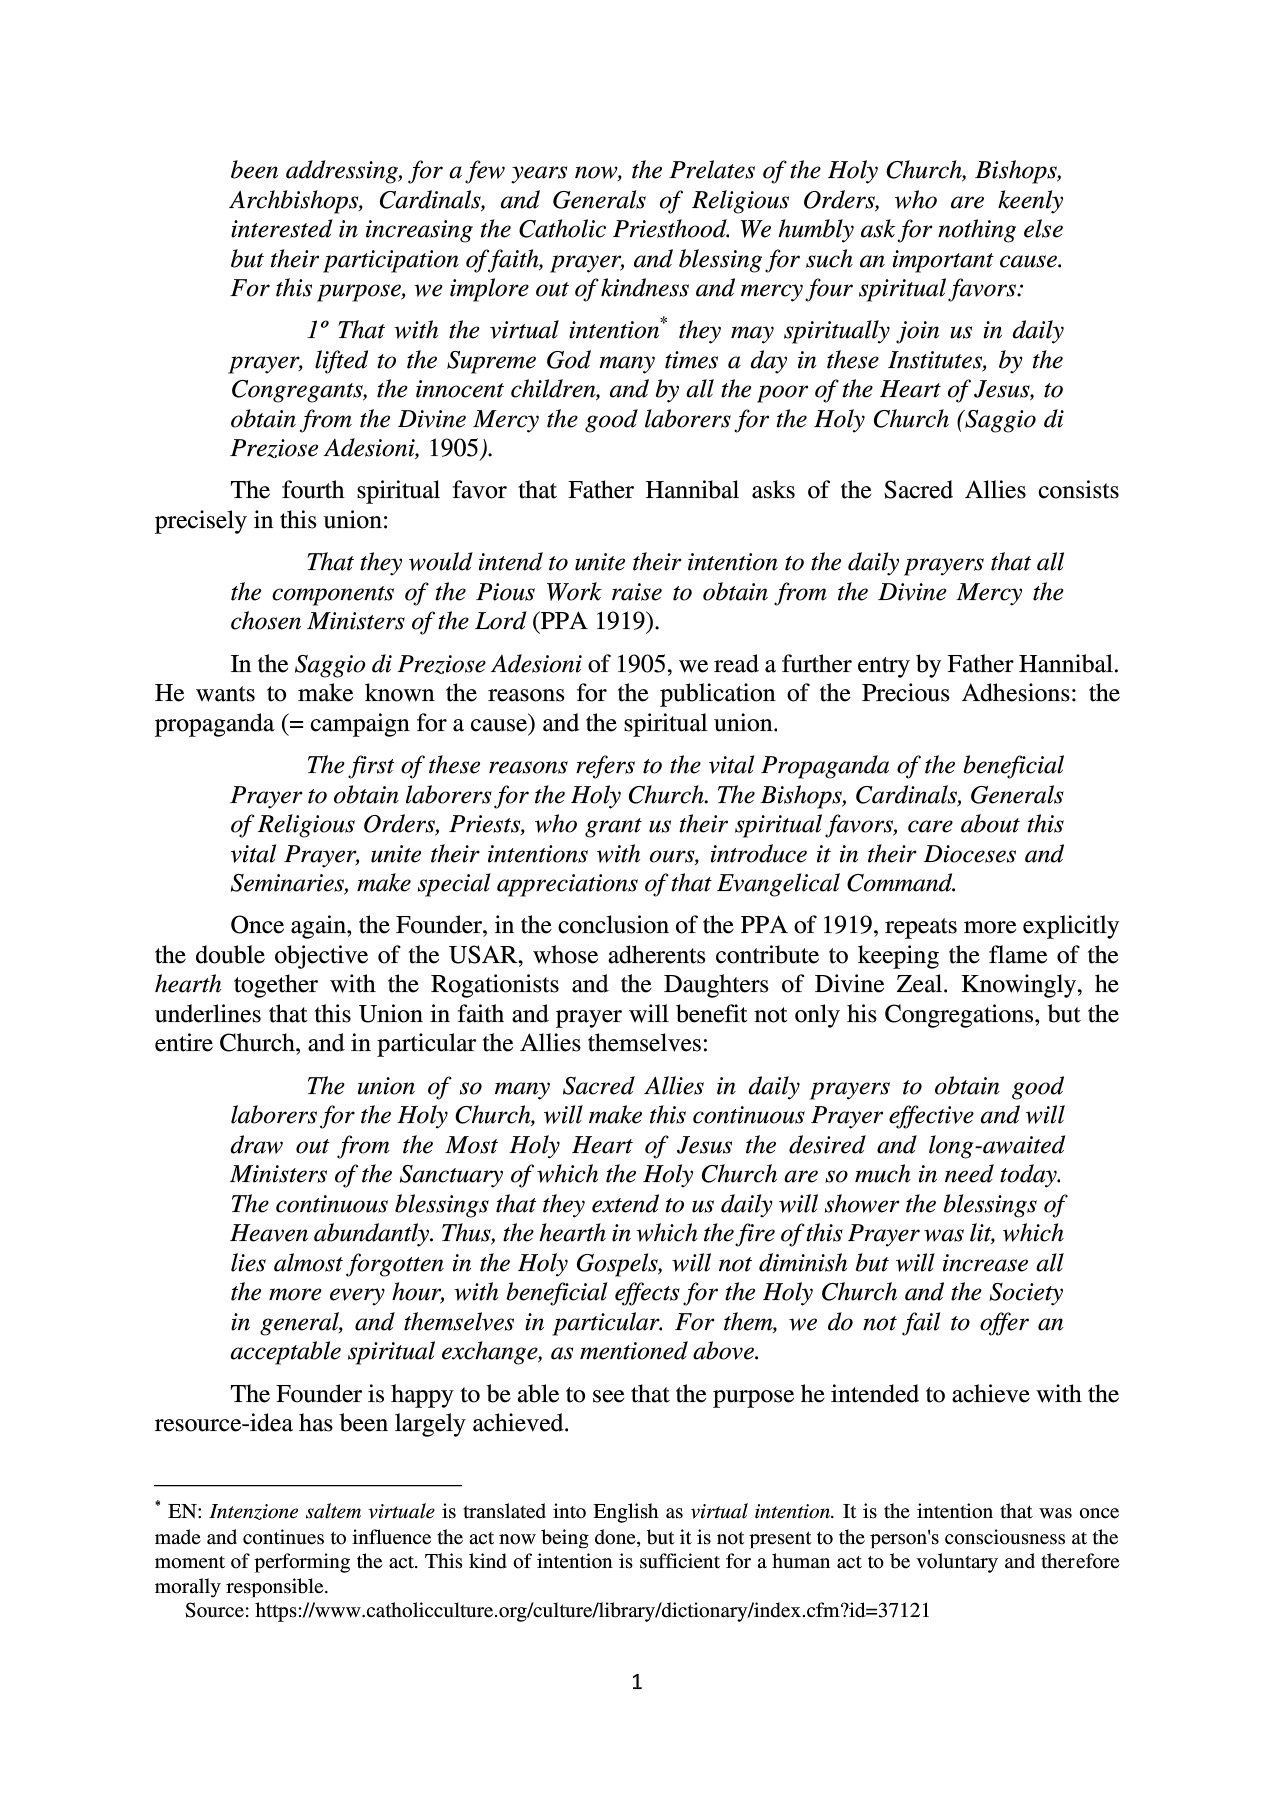 been addressing, for a few years now, the Prelates of the Holy Church, Bishops,
Archbishops, Cardinals, and Generals of Religious Orders, who are keenly
interested in increasing the Catholic Priesthood. We humbly ask for nothing else
but their participation of faith, prayer, and blessing for such an important cause.
For this purpose, we implore out of kindness and mercy four spiritual favors:
1º That with the virtual intention* they may spiritually join us in daily
prayer, lifted to the Supreme God many times a day in these Institutes, by the
Congregants, the innocent children, and by all the poor of the Heart of Jesus, to
obtain from the Divine Mercy the good laborers for the Holy Church (Saggio di
Preziose Adesioni, 1905).
The fourth spiritual favor that Father Hannibal asks of the Sacred Allies consists
precisely in this union:
That they would intend to unite their intention to the daily prayers that all
the components of the Pious Work raise to obtain from the Divine Mercy the
chosen Ministers of the Lord (PPA 1919).
In the Saggio di Preziose Adesioni of 1905, we read a further entry by Father Hannibal.
He wants to make known the reasons for the publication of the Precious Adhesions: the
propaganda (= campaign for a cause) and the spiritual union.
The first of these reasons refers to the vital Propaganda of the beneficial
Prayer to obtain laborers for the Holy Church. The Bishops, Cardinals, Generals
of Religious Orders, Priests, who grant us their spiritual favors, care about this
vital Prayer, unite their intentions with ours, introduce it in their Dioceses and
Seminaries, make special appreciations of that Evangelical Command.
Once again, the Founder, in the conclusion of the PPA of 1919, repeats more explicitly
the double objective of the USAR, whose adherents contribute to keeping the flame of the
hearth together with the Rogationists and the Daughters of Divine Zeal. Knowingly, he
underlines that this Union in faith and prayer will benefit not only his Congregations, but the
entire Church, and in particular the Allies themselves:
The union of so many Sacred Allies in daily prayers to obtain good
laborers for the Holy Church, will make this continuous Prayer effective and will
draw out from the Most Holy Heart of Jesus the desired and long-awaited
Ministers of the Sanctuary of which the Holy Church are so much in need today.
The continuous blessings that they extend to us daily will shower the blessings of
Heaven abundantly. Thus, the hearth in which the fire of this Prayer was lit, which
lies almost forgotten in the Holy Gospels, will not diminish but will increase all
the more every hour, with beneficial effects for the Holy Church and the Society
in general, and themselves in particular. For them, we do not fail to offer an
acceptable spiritual exchange, as mentioned above.
The Founder is happy to be able to see that the purpose he intended to achieve with the
resource-idea has been largely achieved.
* EN: Intenzione saltem virtuale is translated into English as virtual intention. It is the intention that was once
made and continues to influence the act now being done, but it is not present to the person's consciousness at the
moment of performing the act. This kind of intention is sufficient for a human act to be voluntary and therefore
morally responsible.
Source: https://www.catholicculture.org/culture/library/dictionary/index.cfm?id=37121
1